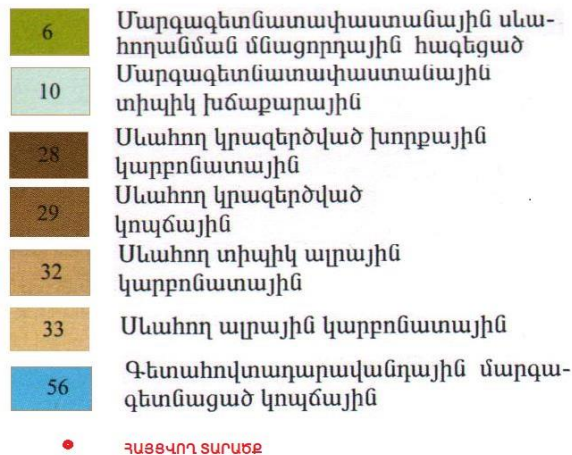 6 Մարգագետնատափաստանային սևա-
հողանման մնացորդային հագեցած
10 Մարգագետնատափաստանային
տիպիկ խճաքարային
28 Սևահող կրազերծված խորքային
կարբոնատային
29 Սևահող կրազերծված
կոպճային
32 Սևահող տիպիկ ալրային
կարբոնատային
33 Սևահող ալրային կարբոնատային
56 Գետահովտադարավանդային մարգա-
գետնացած կոպճային
ՀԱՅՑՎՈՂ ՏԱՐԱԾՔ